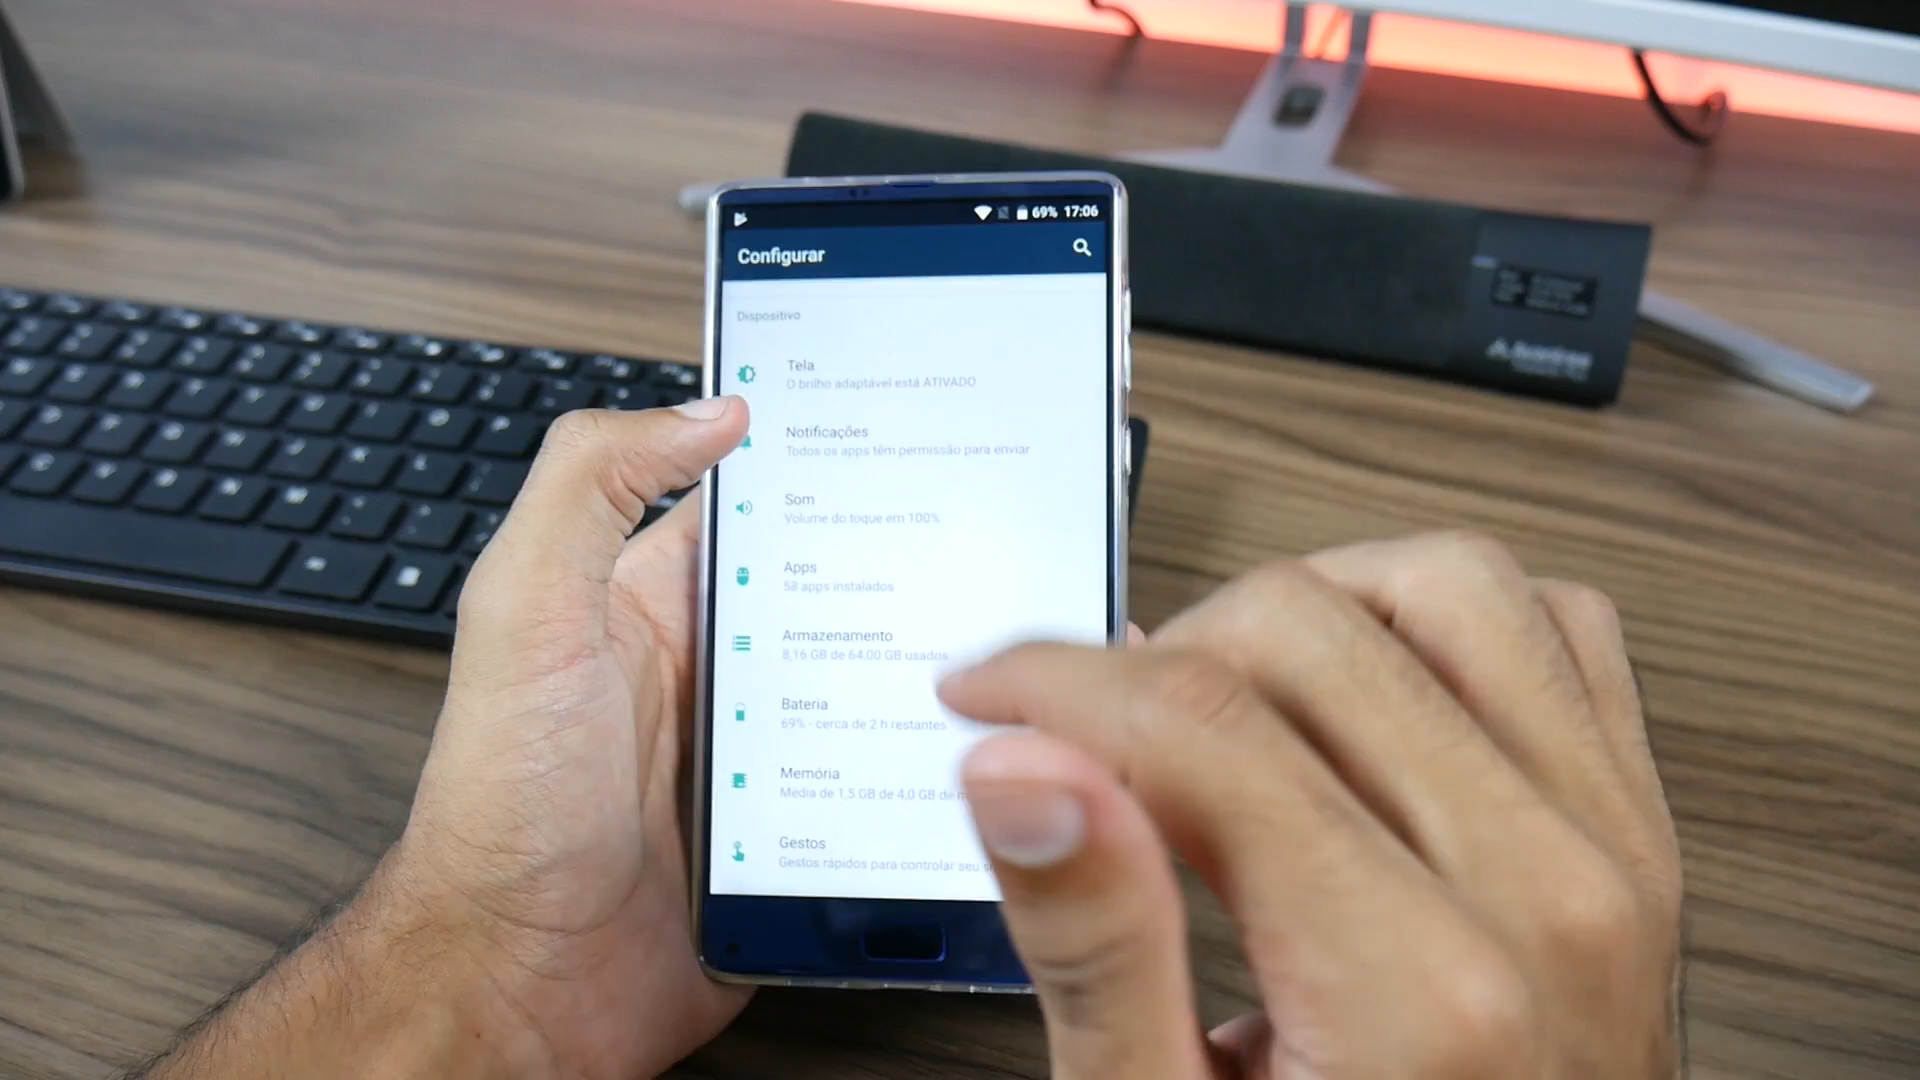 69% 17:06
Configurar
Dispositivo
Tela
O brilho adaptável está ATIVADO
Notificações
Todos os apps têm permissão para enviar
Som
Volume do toque em 100%
Apps
58 apps instalados
Armazenamento
8,16 GB de 64,00 GB usados
Bateria
69% - cerca de 2 h restantes
Memória
Média de 1,5 GB de 4,0 GB de
Gestos
Gestos rápidos para controlar seu